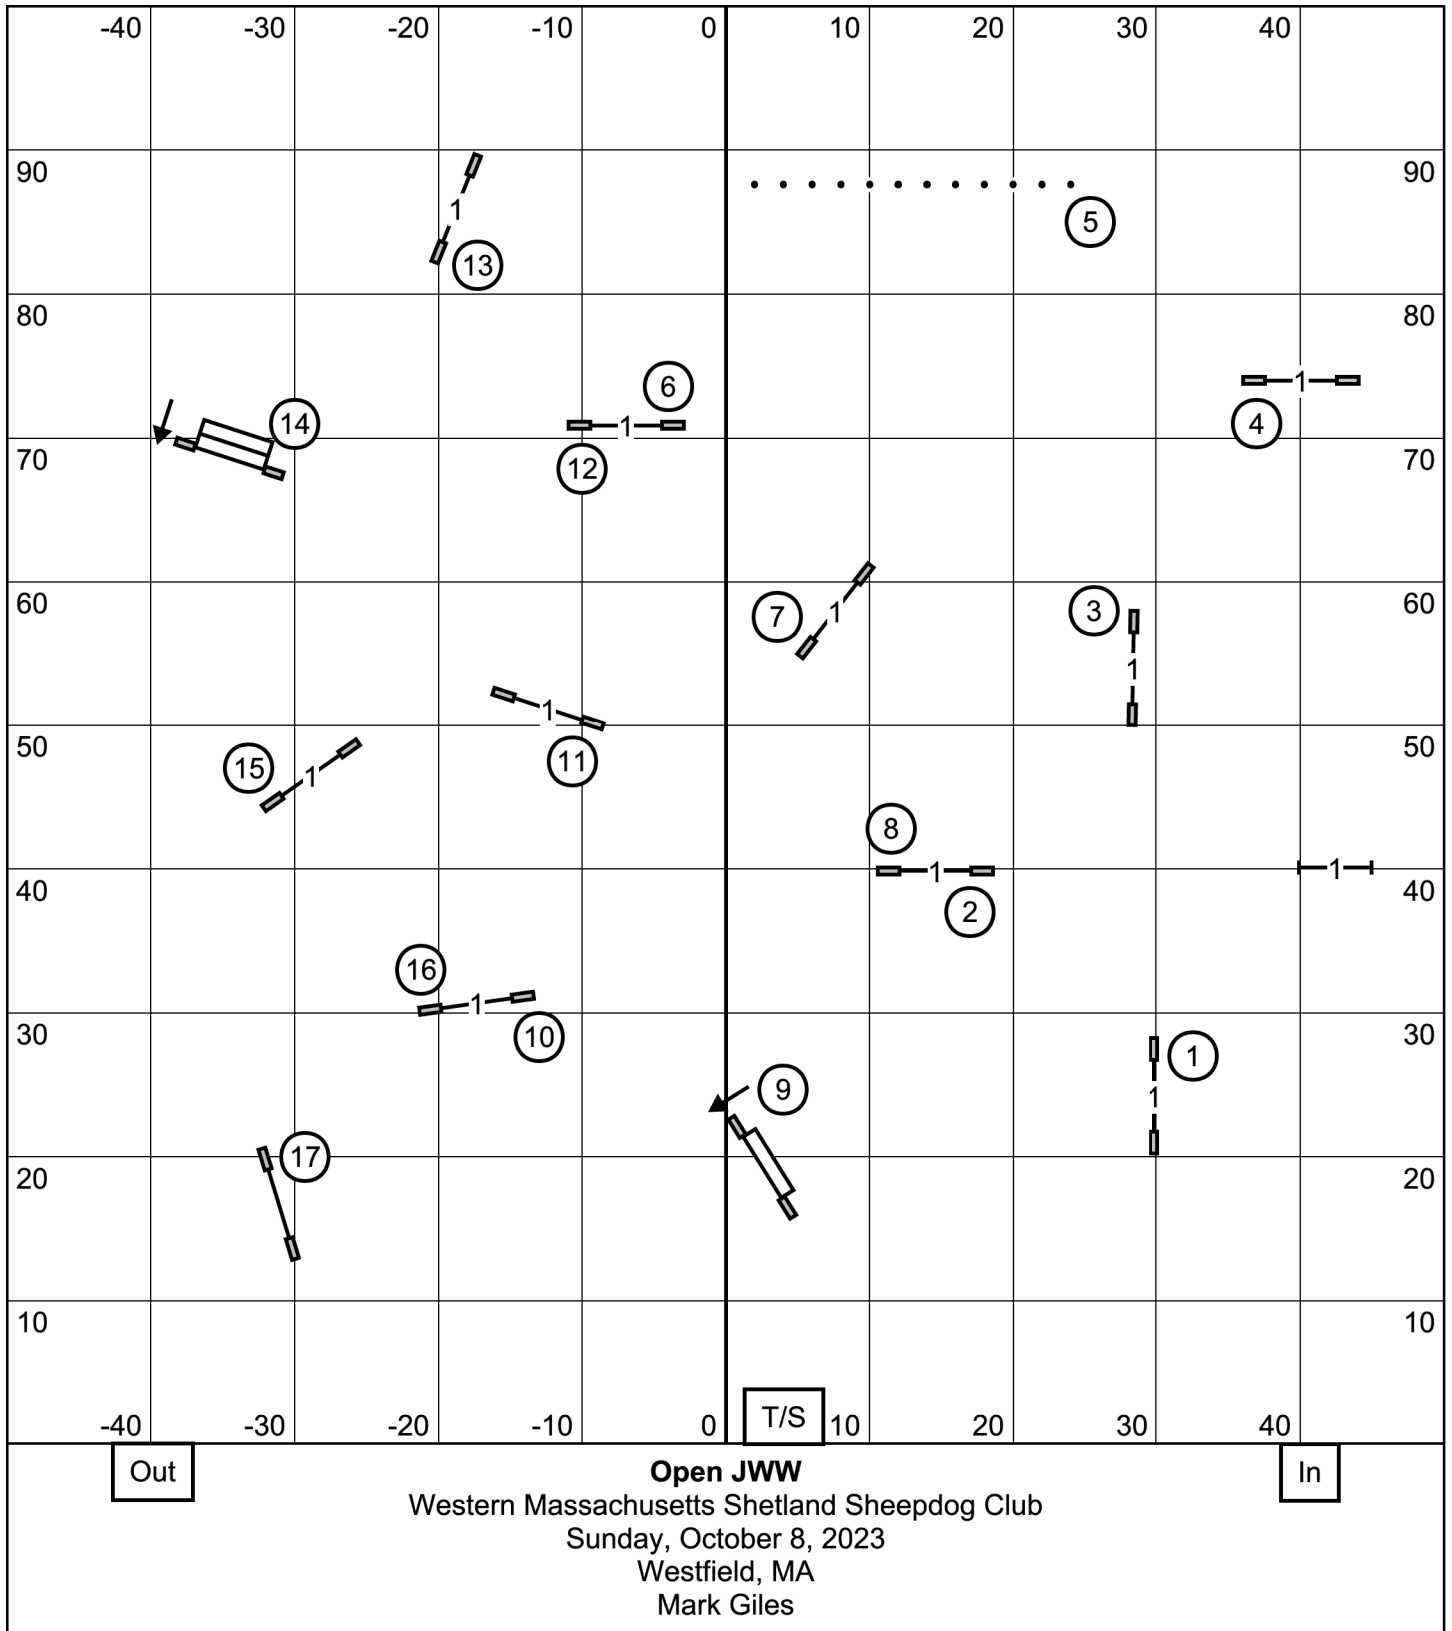 -40 -30 -20 -10 0 10 20 30 40
90 90
1
5
13
80 80
6 1
14 1 4
70 12 70
3
60 7 1 60
1
1
50 15 1 11 50
8
1 1
40 2 40
16
1
30 10 30
1
9 1
17
20 20
10 10
T/S
-40 -30 -20 -10 0 10 20 30 40
Out In
Open JWW
Western Massachusetts Shetland Sheepdog Club
Sunday, October 8, 2023
Westfield, MA
Mark Giles